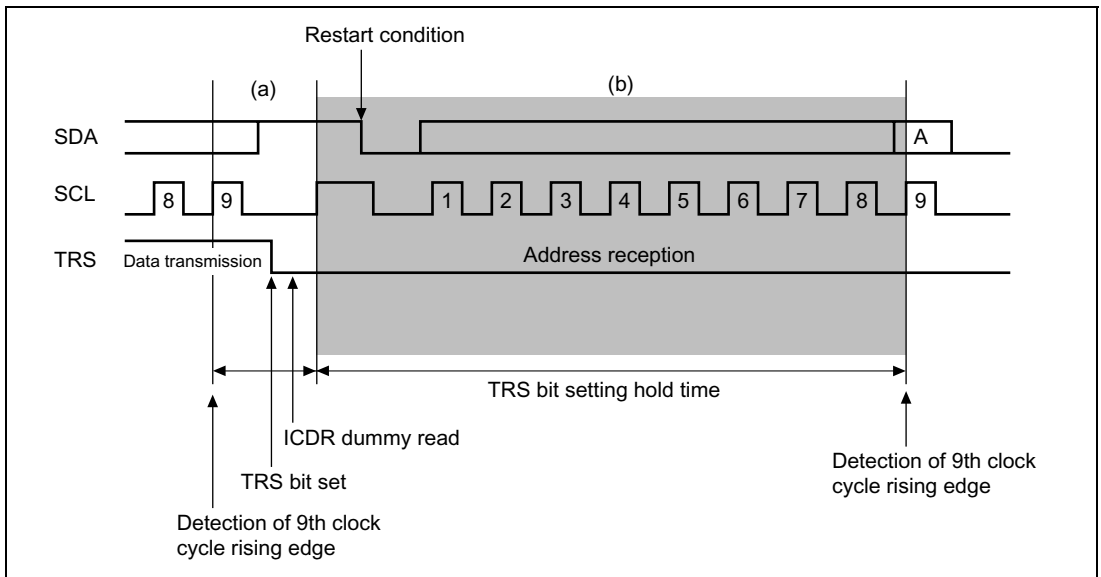 Restart condition
(a)
(b)
SDA
A
SCL
8
9
1
2
3
4
5
6
7
8
9
TRS
Data transmission
Address reception
TRS bit setting hold time
ICDR dummy read
TRS bit set
Detection of 9th clock
cycle rising edge
Detection of 9th clock
cycle rising edge